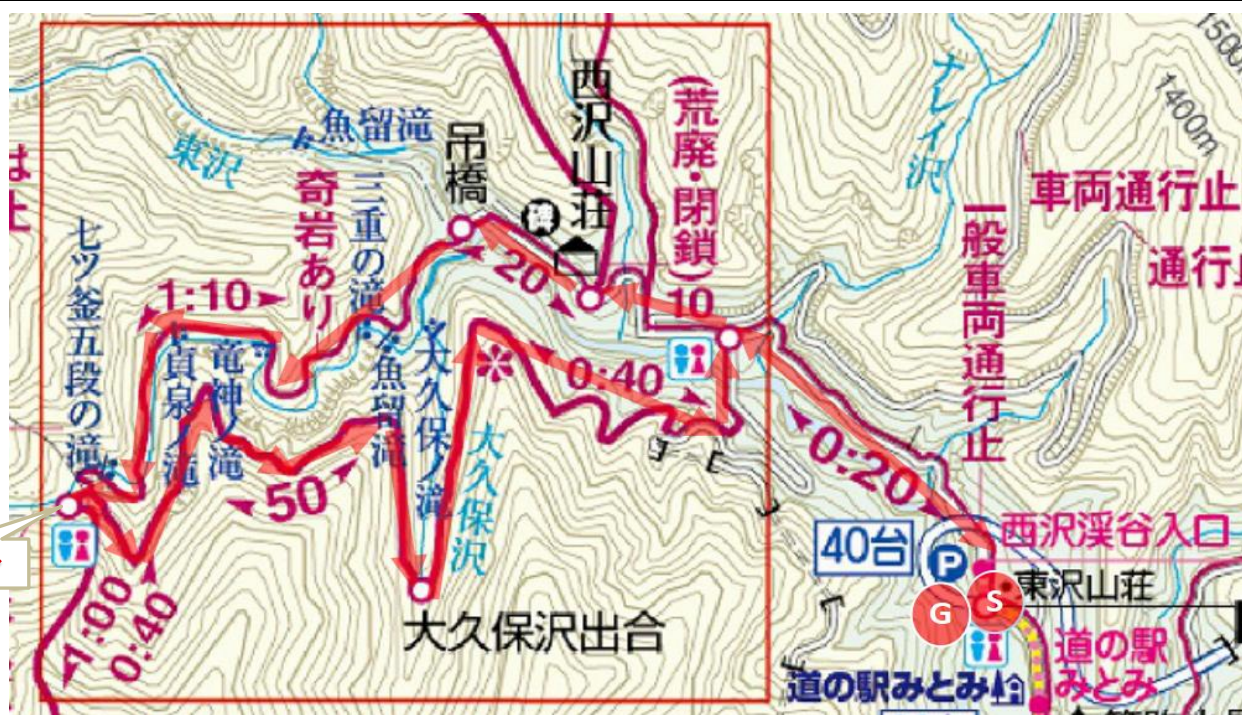 魚留滝
東沢
吊橋
碑
西沢山荘
(荒廃・閉鎖)
ナレイ沢
1500
1400m
車両通行止
通行止
一般車両通行止
奇岩あり
三重の滝
七ツ釜五段の滝
1:10
貞泉ノ滝
竜神ノ滝
魚留滝
大久保ノ滝
大久保沢
20
10
0:40
0:20
50
1:00
0:40
大久保沢出合
40台
P
西沢渓谷入口
東沢山荘
G
S
道の駅みとみ
道の駅
みとみ